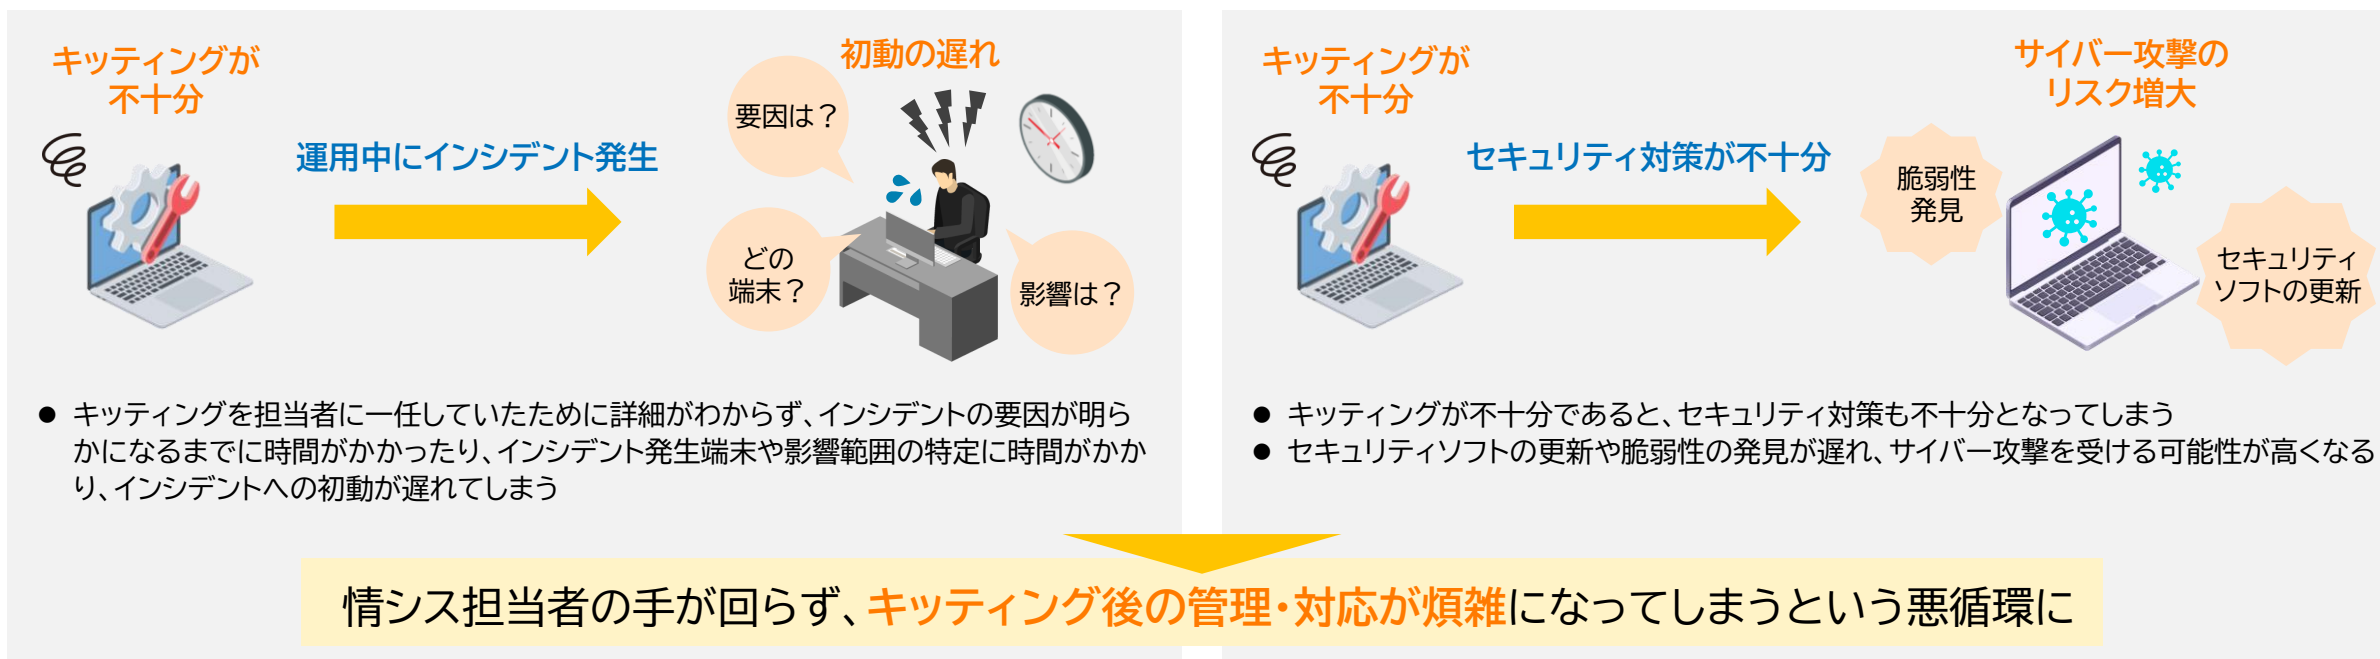 キッティングが
不十分
運用中にインシデント発生
初動の遅れ
要因は？
どの
端末？
影響は？
● キッティングを担当者に一任していたために詳細がわからず、インシデントの要因が明ら
かになるまでに時間がかかったり、インシデント発生端末や影響範囲の特定に時間がかか
り、インシデントへの初動が遅れてしまう
キッティングが
不十分
セキュリティ対策が不十分
サイバー攻撃の
リスク増大
脆弱性
発見
セキュリティ
ソフトの更新
● キッティングが不十分であると、セキュリティ対策も不十分となってしまう
● セキュリティソフトの更新や脆弱性の発見が遅れ、サイバー攻撃を受ける可能性が高くなる
情シス担当者の手が回らず、キッティング後の管理・対応が煩雑になってしまうという悪循環に